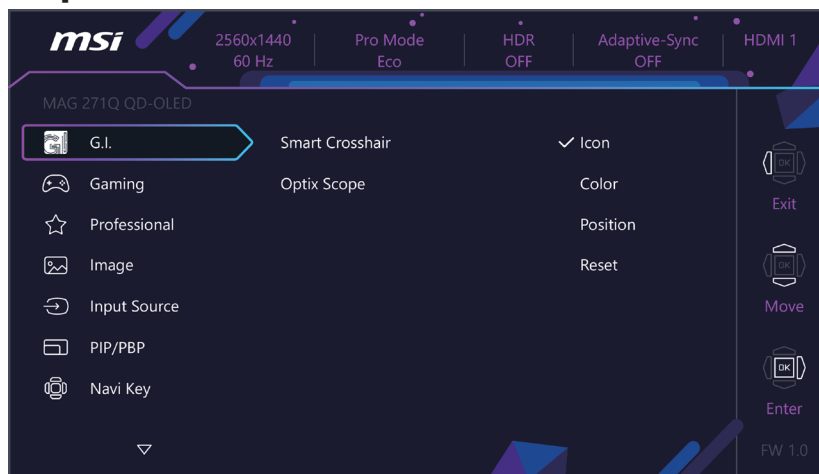 msi
2560x1440 Pro Mode HDR Adaptive-Sync HDMI 1
60 Hz Eco OFF OFF
MAG 271Q QD-OLED
G.I. Smart Crosshair Icon
Gaming Optix Scope Color
Professional Position
Image Reset
Input Source
PIP/PBP
Navi Key
OK
Exit
OK
Move
OK
Enter
FW 1.0